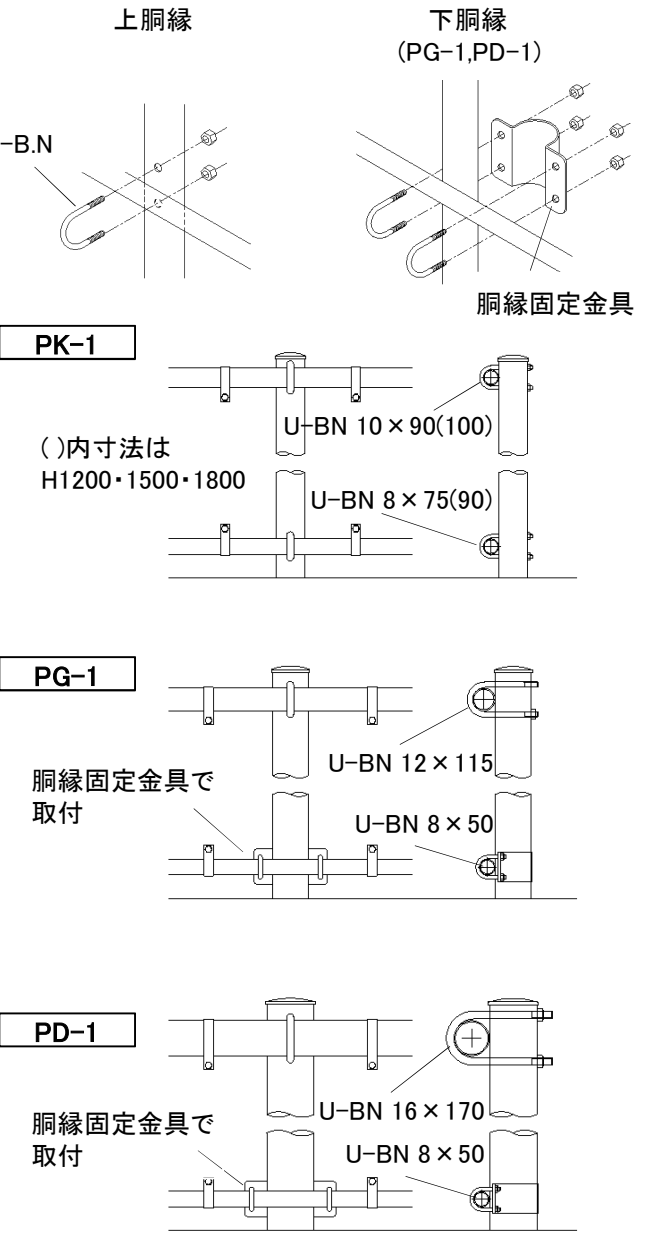 上胴縁
下胴縁
(PG-1,PD-1)
-B.N
胴縁固定金具
PK-1
U-BN 10×90(100)
( )内寸法は
H1200・1500・1800
U-BN 8×75(90)
PG-1
U-BN 12×115
胴縁固定金具で
取付
U-BN 8×50
PD-1
U-BN 16×170
胴縁固定金具で
取付
U-BN 8×50